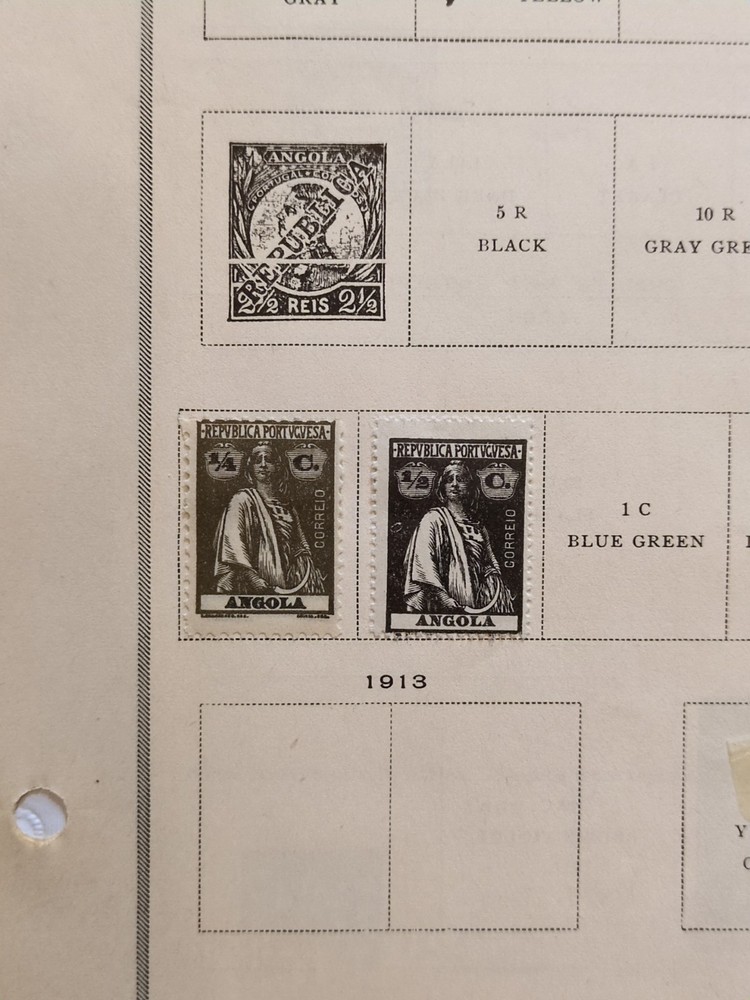 GRAY
YELLOW
ANGOLA
PORTUGAL
REPUBLICA
2½ REIS 2½
5 R
BLACK
10 R
GRAY GRE
REPVBLICA PORTVGVESA
¼ C.
CORREIO
ANGOLA
REPVBLICA PORTVGVESA
½ C.
CORREIO
ANGOLA
1 C
BLUE GREEN
1913
Y